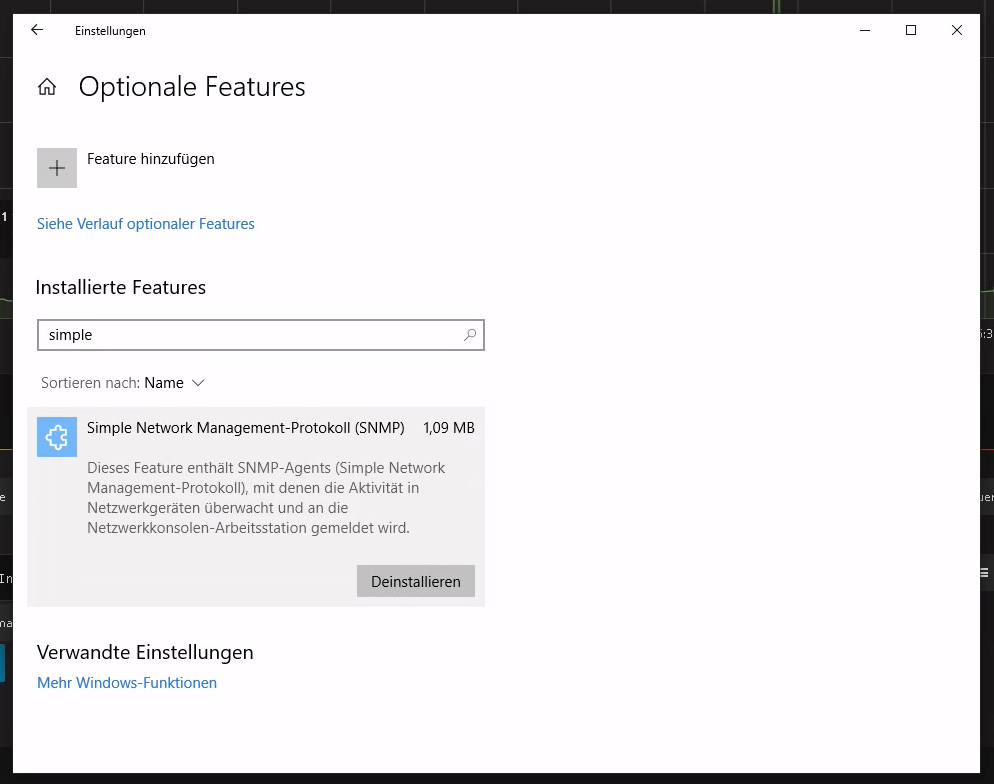 Einstellungen
Optionale Features
Feature hinzufügen
Siehe Verlauf optionaler Features
1
Installierte Features
simple
Sortieren nach: Name
Simple Network Management-Protokoll (SNMP) 1,09 MB
Dieses Feature enthält SNMP-Agents (Simple Network
Management-Protokoll), mit denen die Aktivität in
Netzwerkgeräten überwacht und an die
Netzwerkkonsolen-Arbeitsstation gemeldet wird.
Deinstallieren
In
Verwandte Einstellungen
Mehr Windows-Funktionen